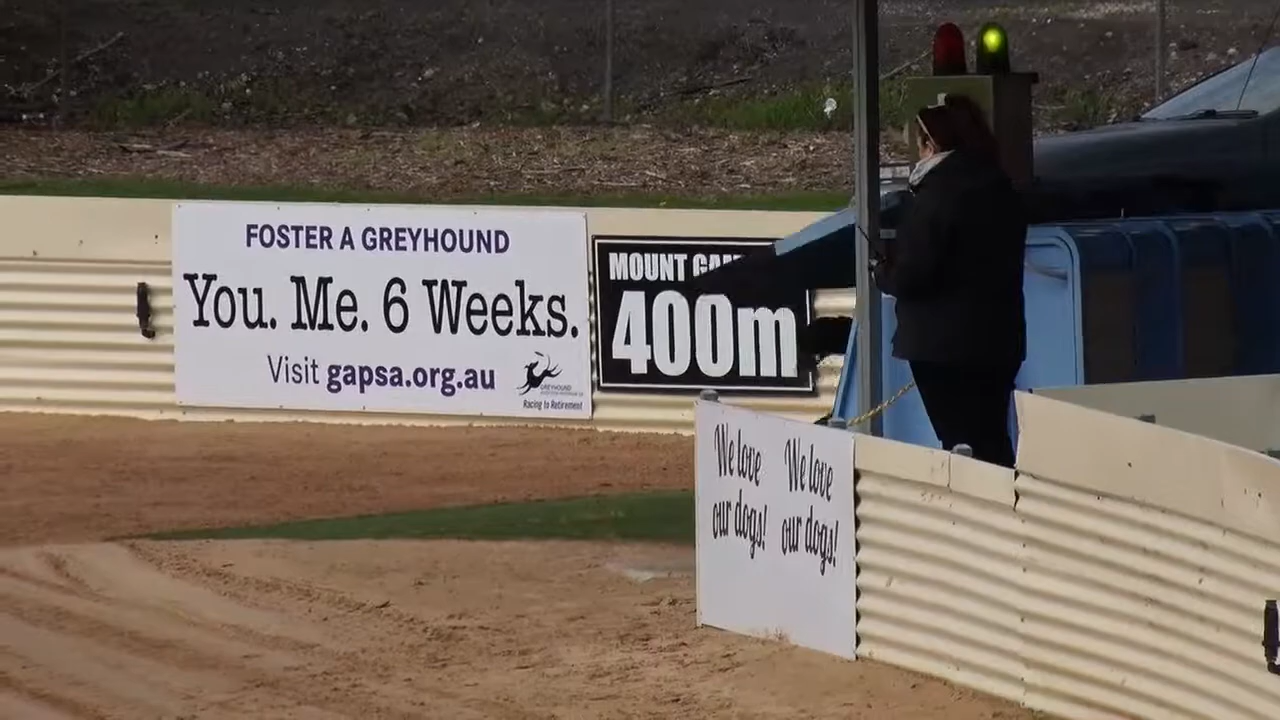 FOSTER A GREYHOUND
You. Me. 6 Weeks.
Visit gapsa.org.au
GREYHOUND
Racing to Retirement
MOUNT
400m
We love
our dogs!
We love
our dogs!